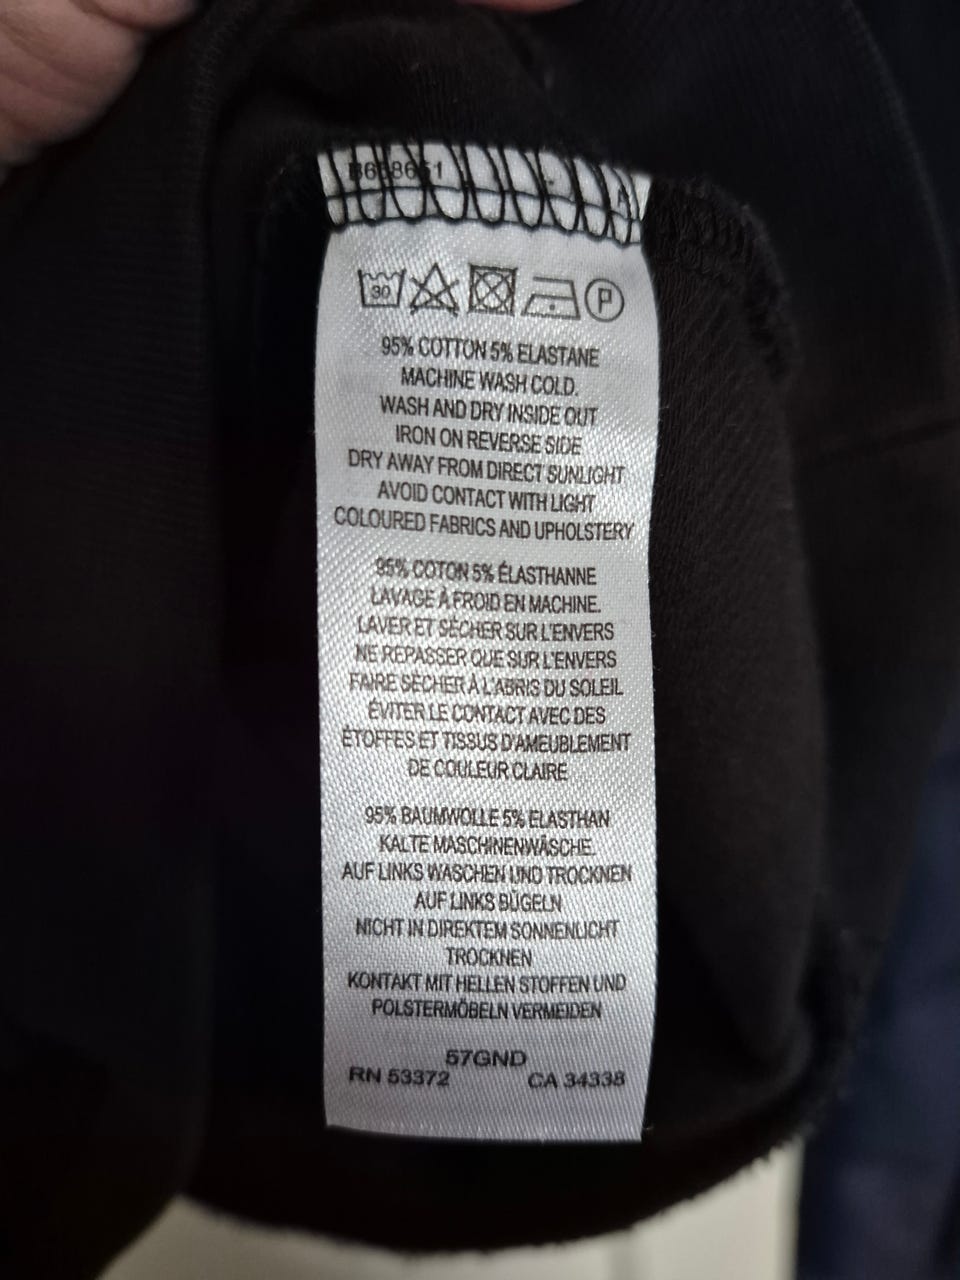 30
P
95% COTTON 5% ELASTANE
MACHINE WASH COLD.
WASH AND DRY INSIDE OUT
IRON ON REVERSE SIDE
DRY AWAY FROM DIRECT SUNLIGHT
AVOID CONTACT WITH LIGHT
COLOURED FABRICS AND UPHOLSTERY
95% COTON 5% ÉLASTHANNE
LAVAGE À FROID EN MACHINE.
LAVER ET SÉCHER SUR L'ENVERS
NE REPASSER QUE SUR L'ENVERS
FAIRE SÉCHER À L'ABRIS DU SOLEIL
ÉVITER LE CONTACT AVEC DES
ÉTOFFES ET TISSUS D'AMEUBLEMENT
DE COULEUR CLAIRE
95% BAUMWOLLE 5% ELASTHAN
KALTE MASCHINENWÄSCHE.
AUF LINKS WASCHEN UND TROCKNEN
AUF LINKS BÜGELN
NICHT IN DIREKTEM SONNENLICHT
TROCKNEN
KONTAKT MIT HELLEN STOFFEN UND
POLSTERMÖBELN VERMEIDEN
57GND
RN 53372 CA 34338